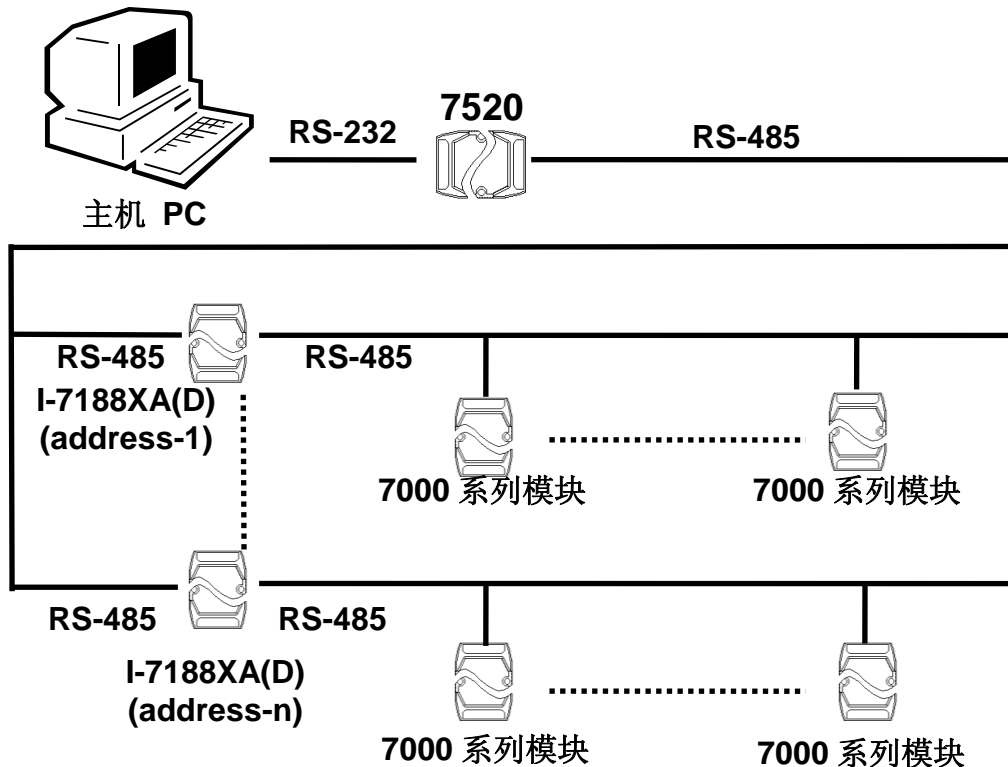 7520
RS-232
RS-485
主机 PC
RS-485
RS-485
I-7188XA(D)
(address-1)
7000 系列模块
7000 系列模块
RS-485
RS-485
I-7188XA(D)
(address-n)
7000 系列模块
7000 系列模块